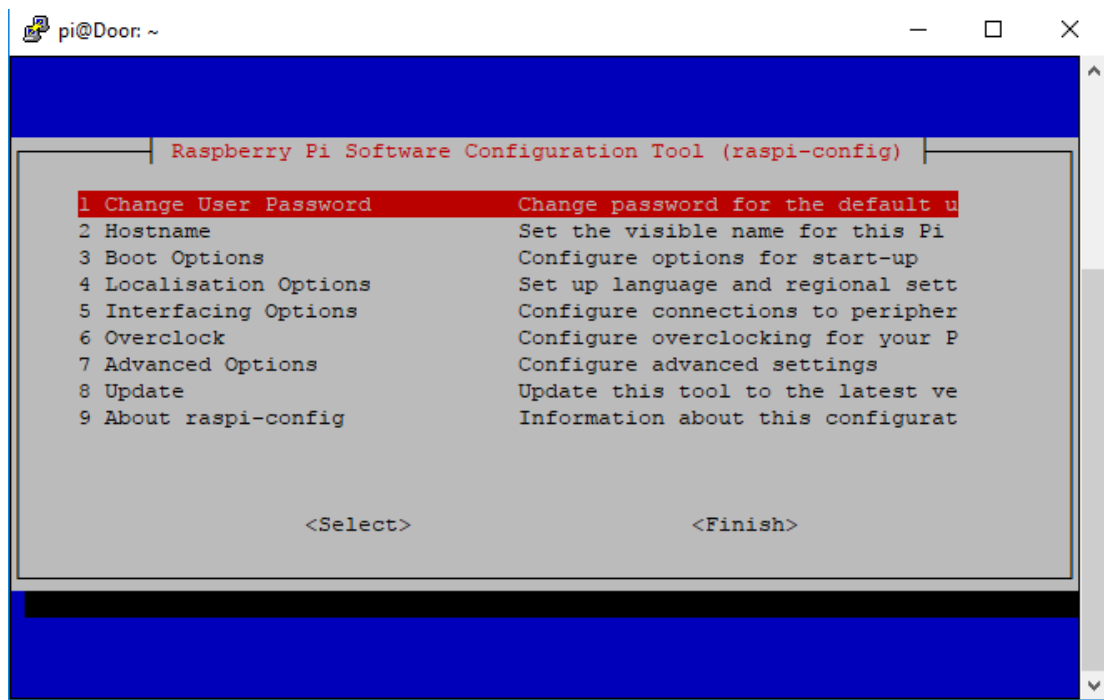 pi@Door: ~
Raspberry Pi Software Configuration Tool (raspi-config)
1 Change User Password Change password for the default u
2 Hostname Set the visible name for this Pi
3 Boot Options Configure options for start-up
4 Localisation Options Set up language and regional sett
5 Interfacing Options Configure connections to peripher
6 Overclock Configure overclocking for your P
7 Advanced Options Configure advanced settings
8 Update Update this tool to the latest ve
9 About raspi-config Information about this configurat
<Select> <Finish>